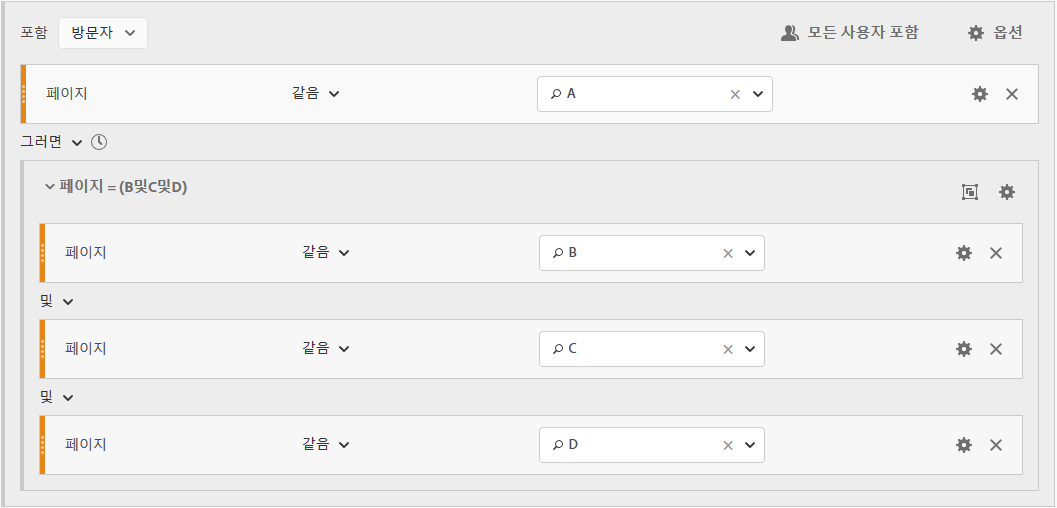 포함 방문자 모든 사용자 포함 옵션
페이지 같음 A
그러면
페이지 = (B및C및D)
페이지 같음 B
및
페이지 같음 C
및
페이지 같음 D